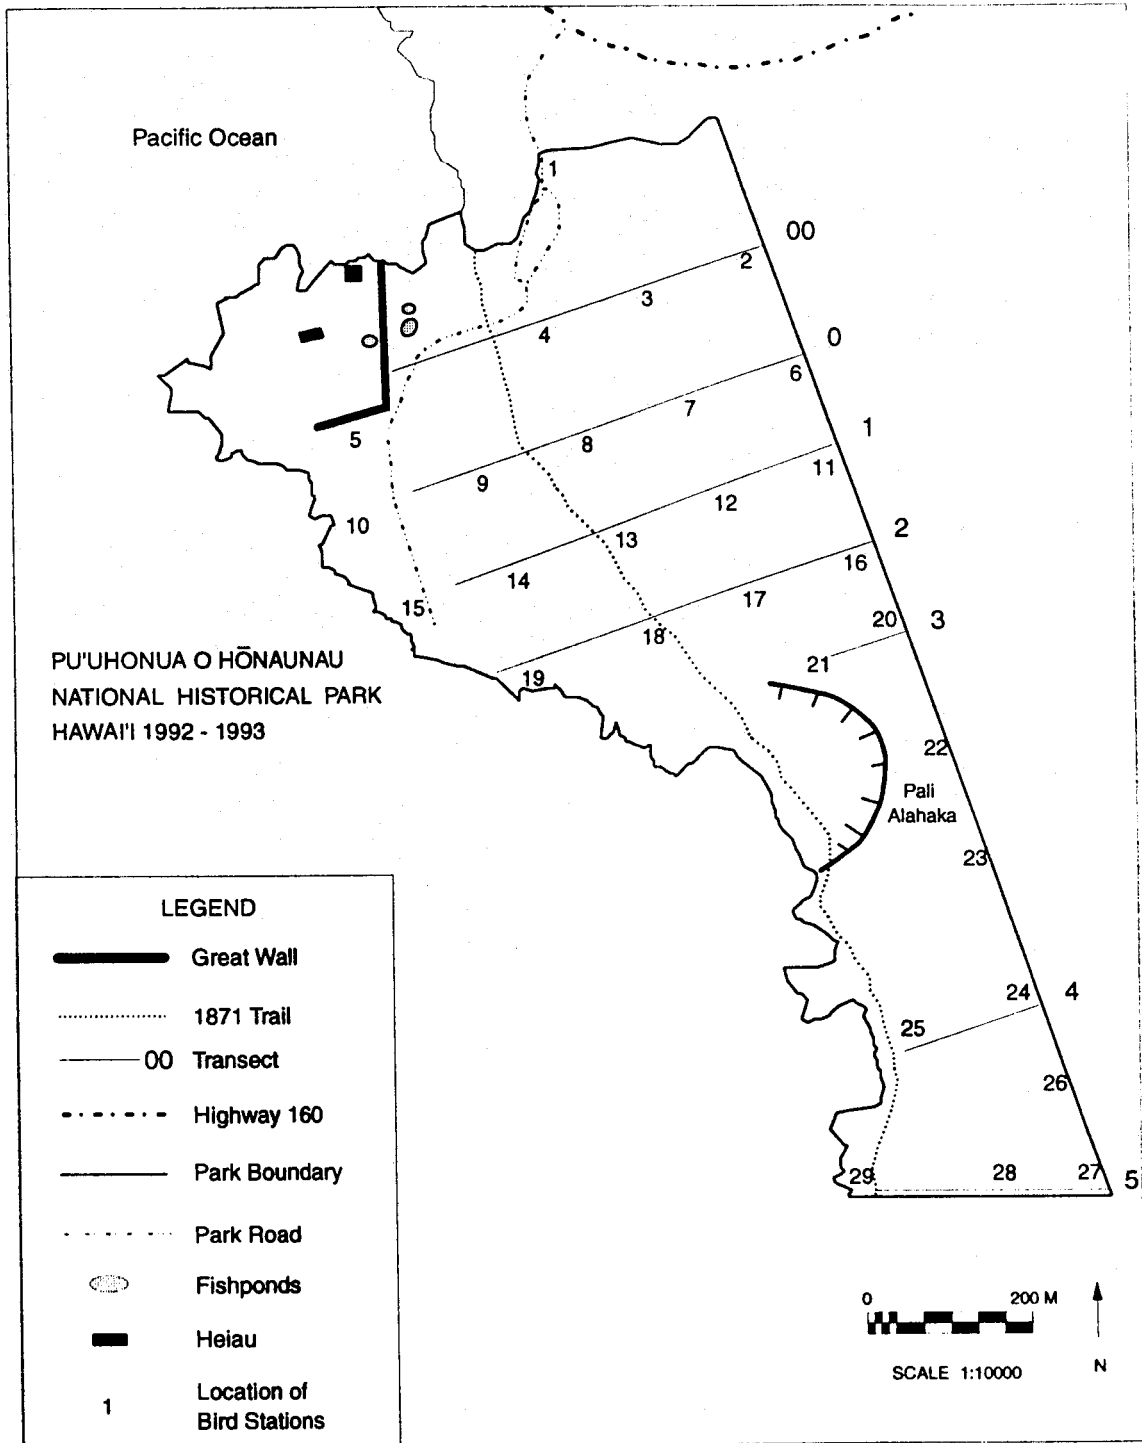 Pacific Ocean
1
00
2
3
4
0
6
7
5
8
1
9
11
12
10
2
13
14
16
17
15
20
3
18
21
19
PU'UHONUA O HŌNAUNAU
NATIONAL HISTORICAL PARK
HAWAI'I 1992 - 1993
22
Pali
Alahaka
23
24
4
25
26
29
28
27
5
LEGEND
Great Wall
1871 Trail
00 Transect
Highway 160
Park Boundary
Park Road
Fishponds
Heiau
1
Location of
Bird Stations
0 200 M
SCALE 1:10000
N